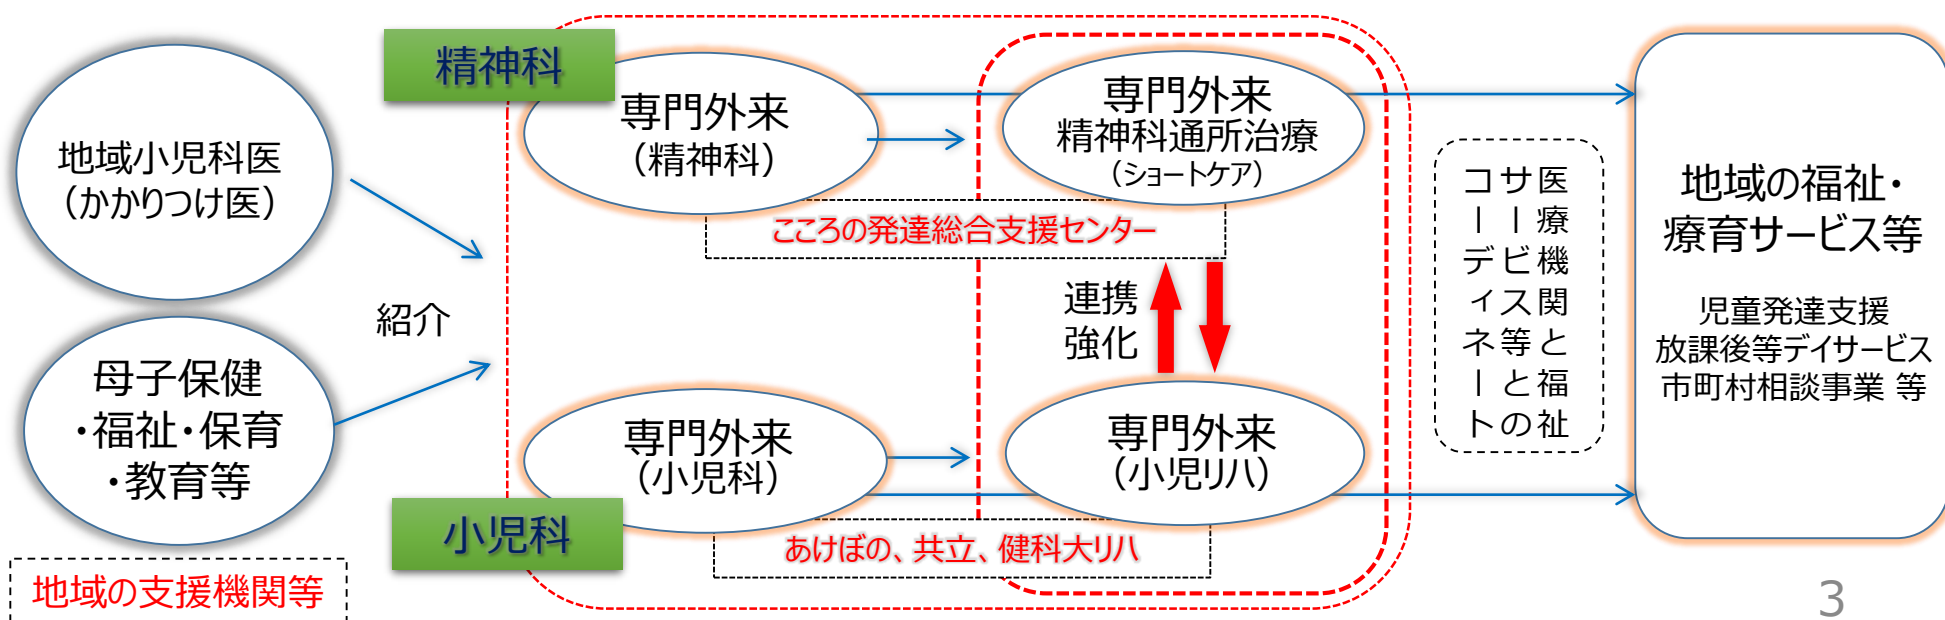 地域小児科医
（かかりつけ医）
母子保健
・福祉・保育
・教育等
地域の支援機関等
紹介
精神科
専門外来
（精神科）
専門外来
精神科通所治療
（ショートケア）
こころの発達総合支援センター
連携
強化
専門外来
（小児科）
専門外来
（小児リハ）
小児科
あけぼの、共立、健科大リハ
医療機関と福祉
サービス等との
コーディネート
地域の福祉・
療育サービス等
児童発達支援
放課後等デイサービス
市町村相談事業 等
3